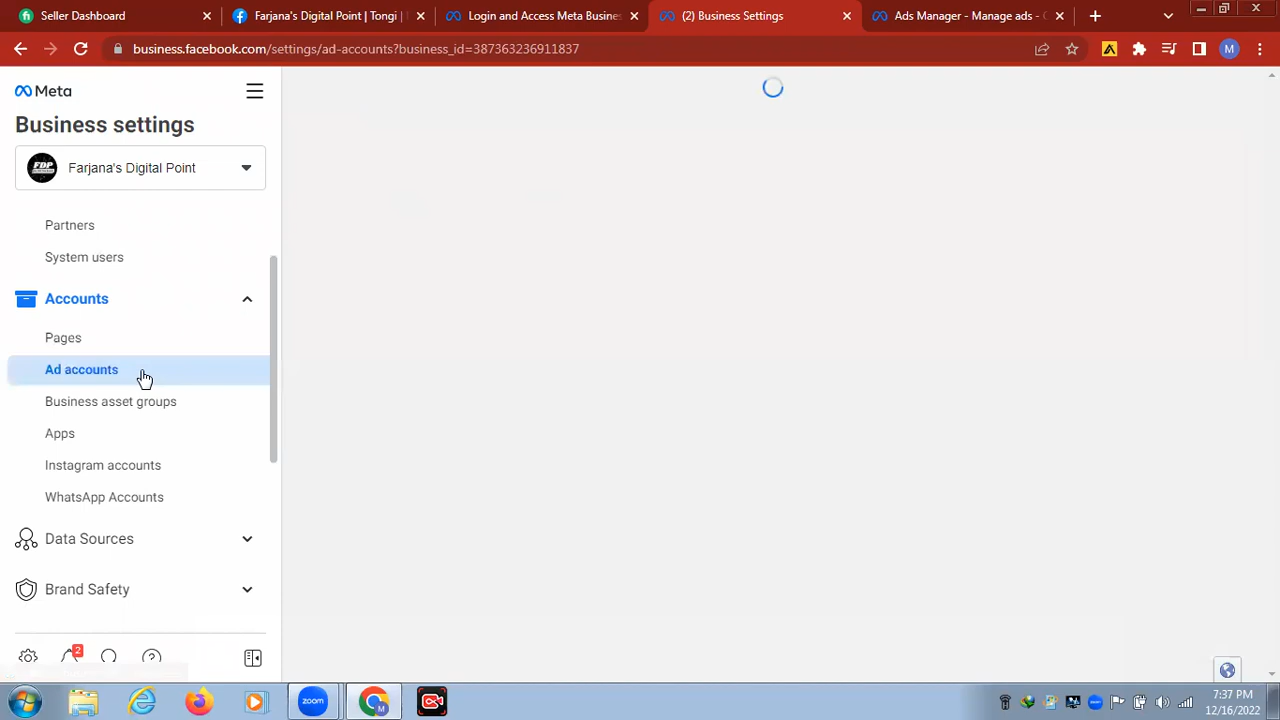 Seller Dashboard
Farjana's Digital Point | Tongi |
Login and Access Meta Busine
(2) Business Settings
Ads Manager - Manage ads -
business.facebook.com/settings/ad-accounts?business_id=387363236911837
M
Meta
Business settings
FDP
Farjana's Digital Point
Partners
System users
Accounts
Pages
Ad accounts
Business asset groups
Apps
Instagram accounts
WhatsApp Accounts
Data Sources
Brand Safety
2
zoom
M
7:37 PM
12/16/2022